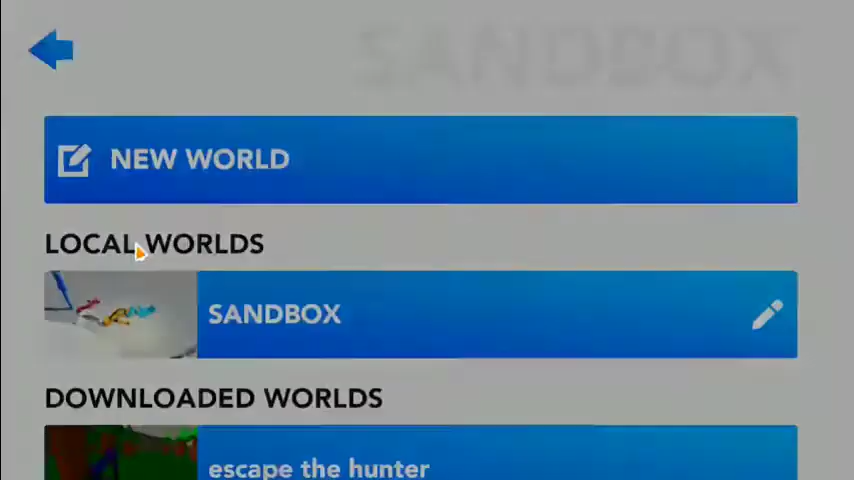 SANDBOX
NEW WORLD
LOCAL WORLDS
SANDBOX
DOWNLOADED WORLDS
escape the hunter